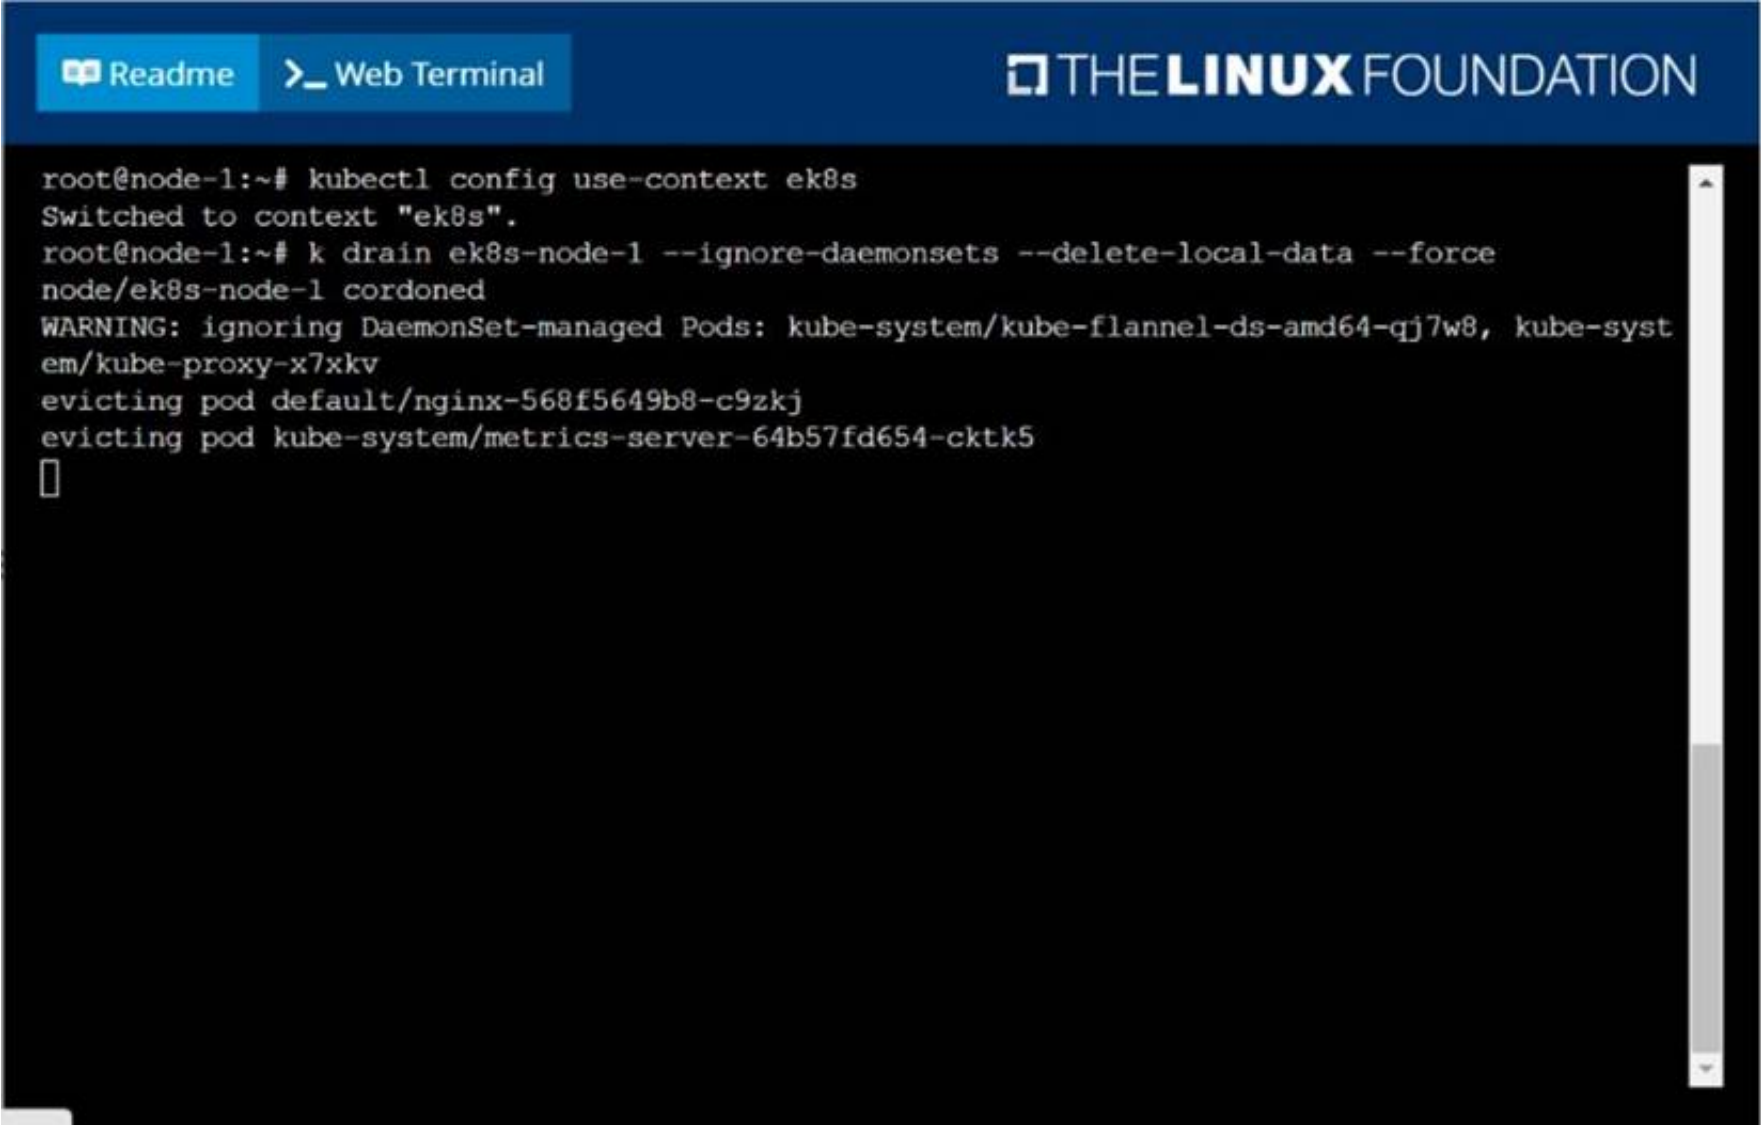 Readme
Web Terminal
THE LINUX FOUNDATION
root@node-1:~# kubectl config use-context ek8s
Switched to context "ek8s".
root@node-1:~# k drain ek8s-node-1 --ignore-daemonsets --delete-local-data --force
node/ek8s-node-1 cordoned
WARNING: ignoring DaemonSet-managed Pods: kube-system/kube-flannel-ds-amd64-qj7w8, kube-syst
em/kube-proxy-x7xkv
evicting pod default/nginx-568f5649b8-c9zkj
evicting pod kube-system/metrics-server-64b57fd654-cktk5